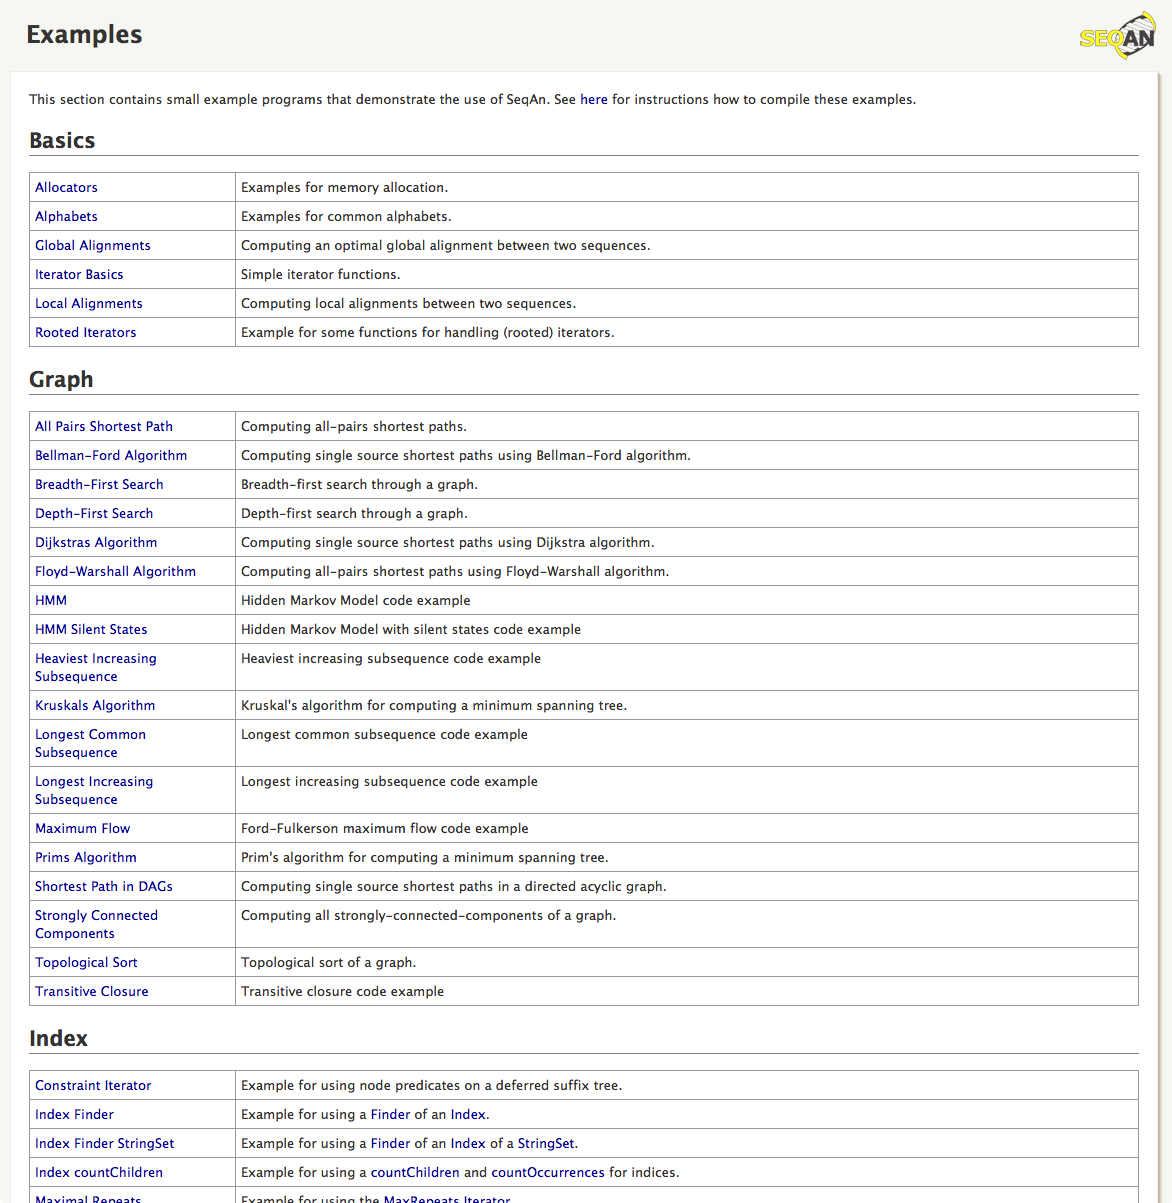 Examples
SEQAN
This section contains small example programs that demonstrate the use of SeqAn. See here for instructions how to compile these examples.
Basics
Allocators Examples for memory allocation.
Alphabets Examples for common alphabets.
Global Alignments Computing an optimal global alignment between two sequences.
Iterator Basics Simple iterator functions.
Local Alignments Computing local alignments between two sequences.
Rooted Iterators Example for some functions for handling (rooted) iterators.
Graph
All Pairs Shortest Path Computing all-pairs shortest paths.
Bellman-Ford Algorithm Computing single source shortest paths using Bellman-Ford algorithm.
Breadth-First Search Breadth-first search through a graph.
Depth-First Search Depth-first search through a graph.
Dijkstras Algorithm Computing single source shortest paths using Dijkstra algorithm.
Floyd-Warshall Algorithm Computing all-pairs shortest paths using Floyd-Warshall algorithm.
HMM Hidden Markov Model code example
HMM Silent States Hidden Markov Model with silent states code example
Heaviest Increasing Heaviest increasing subsequence code example
Subsequence
Kruskals Algorithm Kruskal's algorithm for computing a minimum spanning tree.
Longest Common Longest common subsequence code example
Subsequence
Longest Increasing Longest increasing subsequence code example
Subsequence
Maximum Flow Ford-Fulkerson maximum flow code example
Prims Algorithm Prim's algorithm for computing a minimum spanning tree.
Shortest Path in DAGs Computing single source shortest paths in a directed acyclic graph.
Strongly Connected Computing all strongly-connected-components of a graph.
Components
Topological Sort Topological sort of a graph.
Transitive Closure Transitive closure code example
Index
Constraint Iterator Example for using node predicates on a deferred suffix tree.
Index Finder Example for using a Finder of an Index.
Index Finder StringSet Example for using a Finder of an Index of a StringSet.
Index countChildren Example for using a countChildren and countOccurrences for indices.
Maximal Repeats Example for using the MaxRepeats Iterator